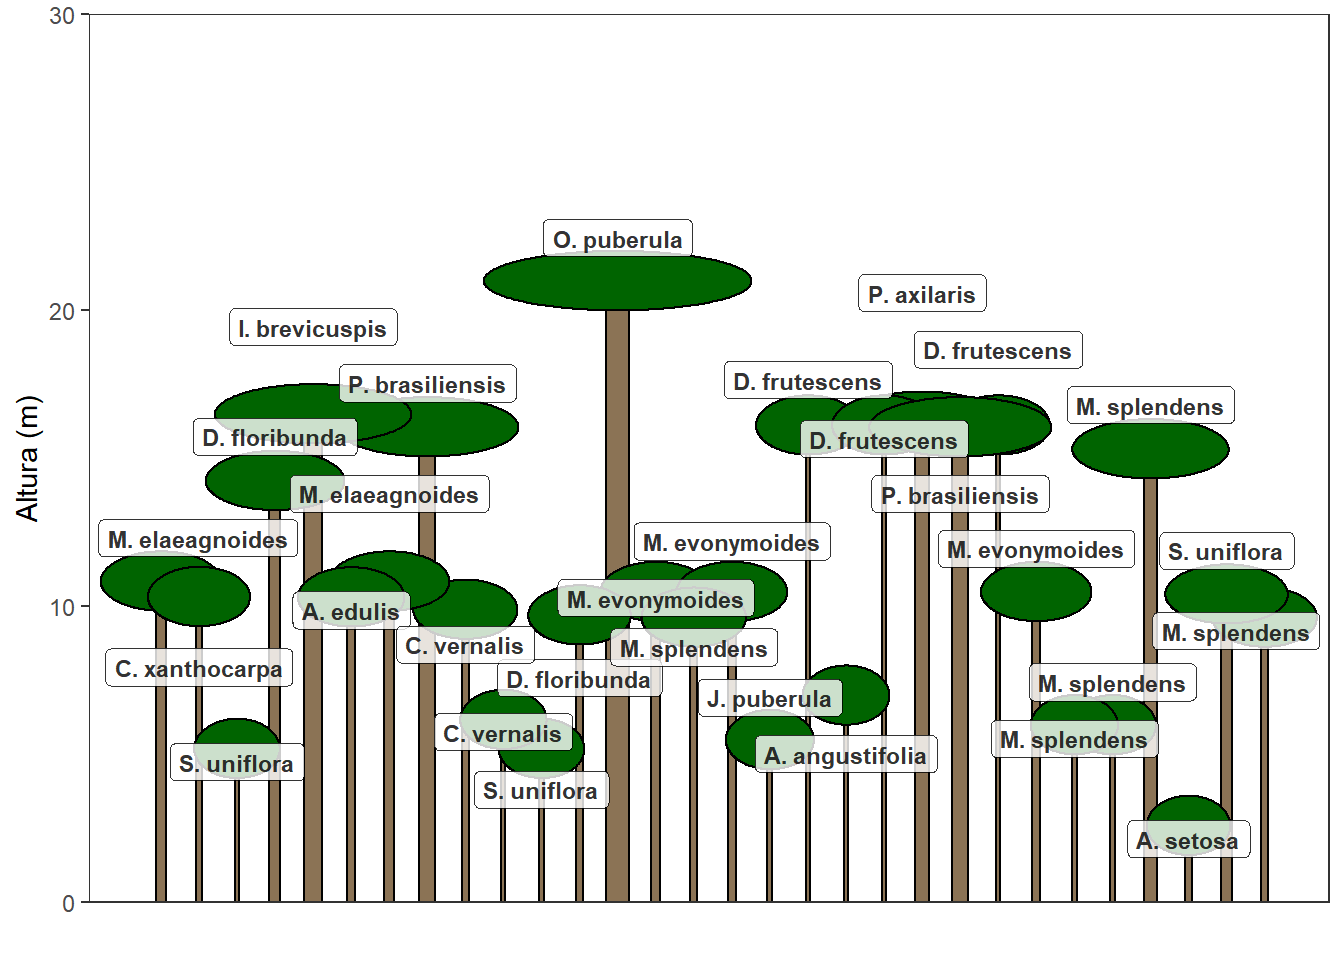 30
O. puberula
P. axilaris
20
I. brevicuspis
D. frutescens
P. brasiliensis
D. frutescens
M. splendens
D. floribunda
D. frutescens
Altura (m)
M. elaeagnoides
P. brasiliensis
M. elaeagnoides
M. evonymoides
M. evonymoides
S. uniflora
10
M. evonymoides
A. edulis
M. splendens
C. vernalis
M. splendens
C. xanthocarpa
D. floribunda
M. splendens
J. puberula
C. vernalis
M. splendens
A. angustifolia
S. uniflora
S. uniflora
A. setosa
0